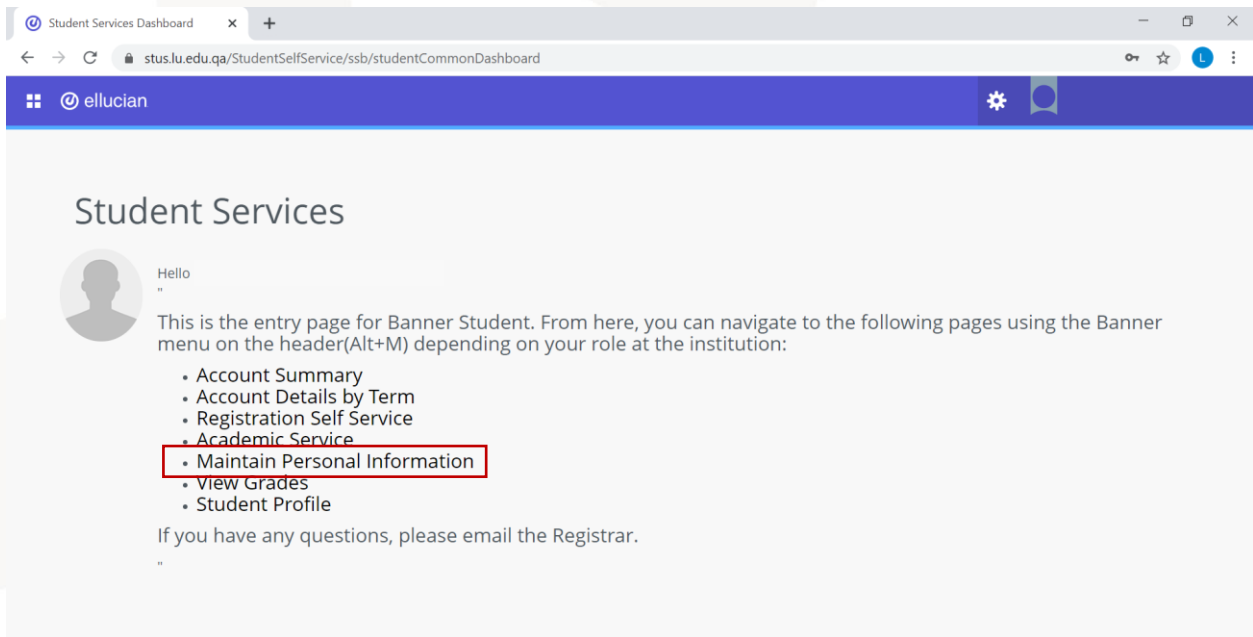 Student Services Dashboard
stus.lu.edu.qa/StudentSelfService/ssb/studentCommonDashboard
L
ellucian
Student Services
Hello
"
This is the entry page for Banner Student. From here, you can navigate to the following pages using the Banner
menu on the header(Alt+M) depending on your role at the institution:
• Account Summary
• Account Details by Term
• Registration Self Service
• Academic Service
• Maintain Personal Information
• View Grades
• Student Profile
If you have any questions, please email the Registrar.
"